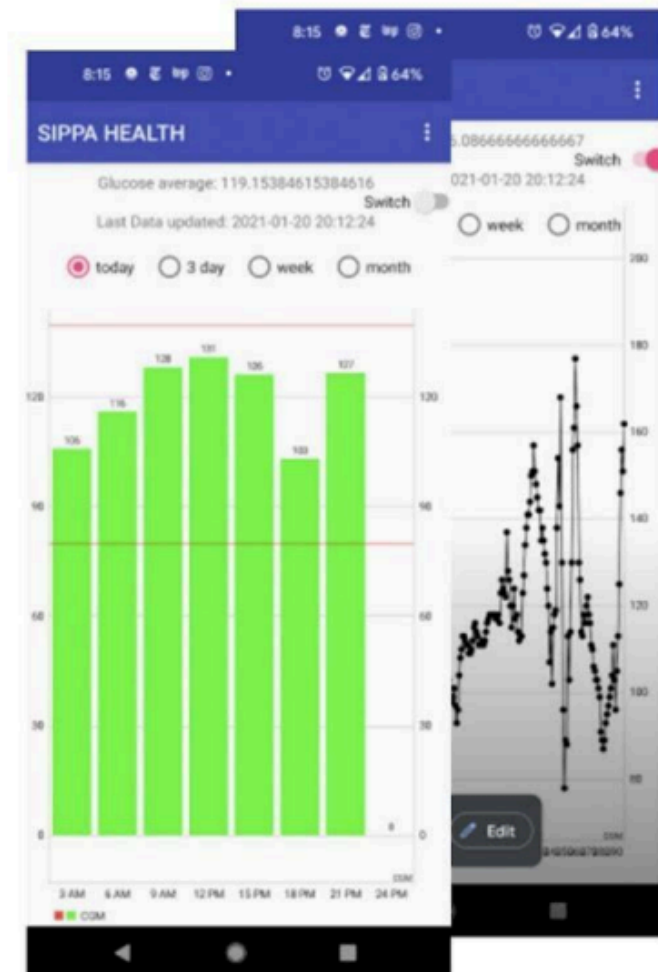 8:15
64%
8:15
64%
SIPPA HEALTH
Glucose average: 119.15384615384616
Switch
Last Data updated: 2021-01-20 20:12:24
today 3 day week month
106 116 128 131 126 103 127 0
120 120
90 90
60 60
30 30
0 0
3 AM 6 AM 9 AM 12 PM 15 PM 18 PM 21 PM 24 PM
CGM
6.08666666666667
Switch
021-01-20 20:12:24
week month
200
180
160
140
120
100
80
Edit